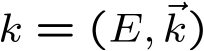 k = (E, \vec{k})